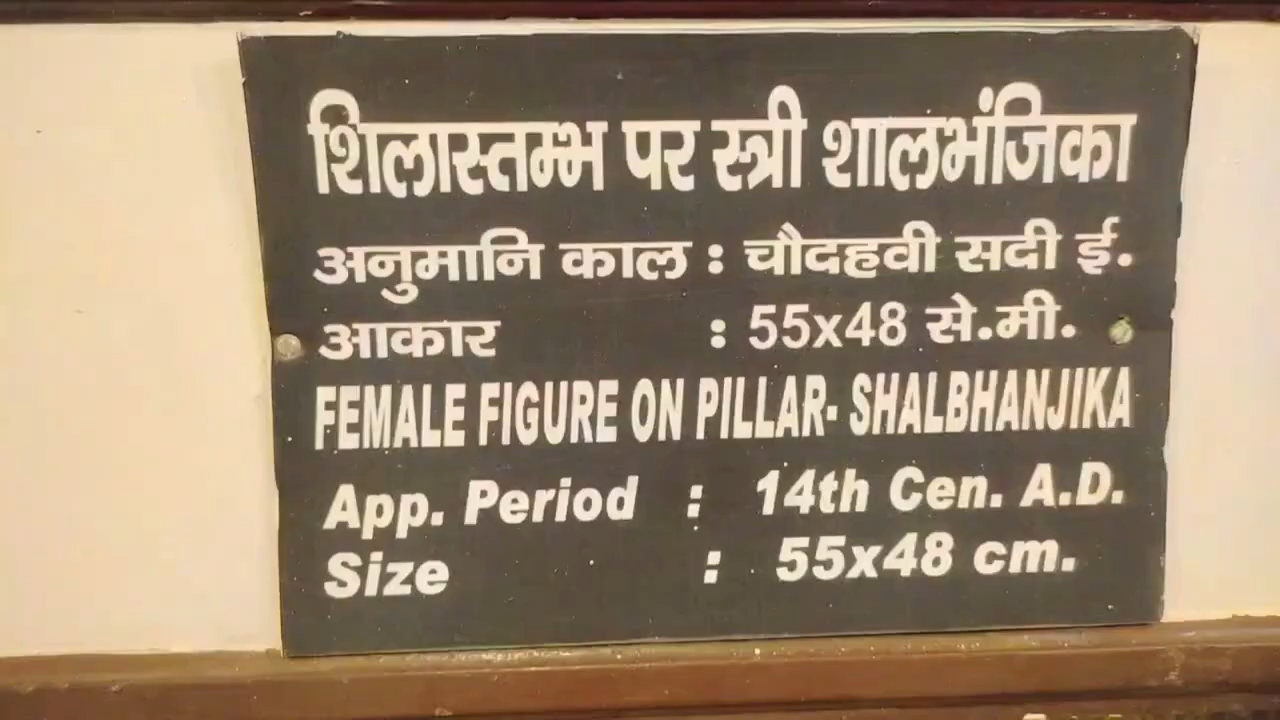 शिलास्तम्भ पर स्त्री शालभंजिका
अनुमानि काल : चौदहवी सदी ई.
आकार : 55x48 से.मी.
FEMALE FIGURE ON PILLAR- SHALBHANJIKA
App. Period : 14th Cen. A.D.
Size : 55x48 cm.